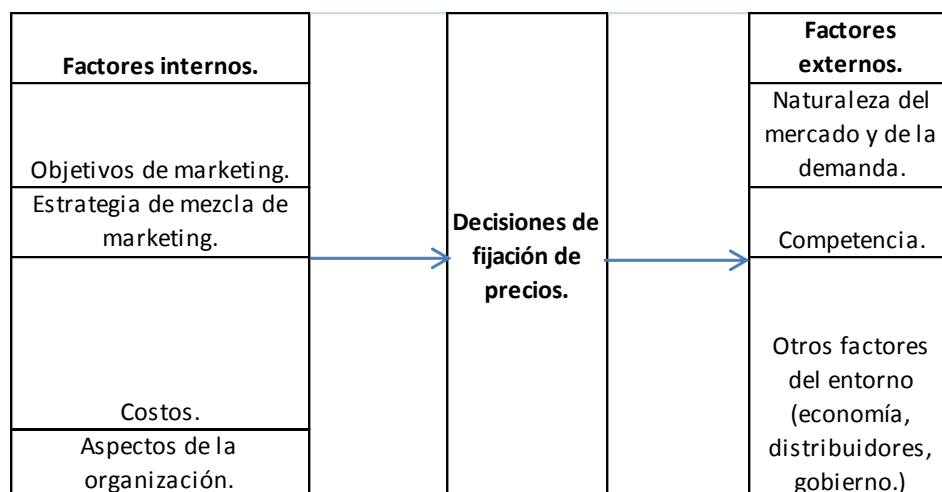 Factores internos.
Objetivos de marketing.
Estrategia de mezcla de
marketing.
Costos.
Aspectos de la
organización.
Decisiones de
fijación de
precios.
Factores
externos.
Naturaleza del
mercado y de la
demanda.
Competencia.
Otros factores
del entorno
(economía,
distribuidores,
gobierno.)